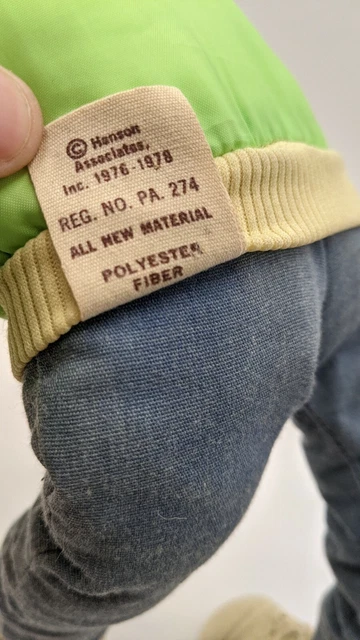 © Henson
Associates,
Inc. 1976-1978
REG. NO. PA. 274
ALL NEW MATERIAL
POLYESTER
FIBER